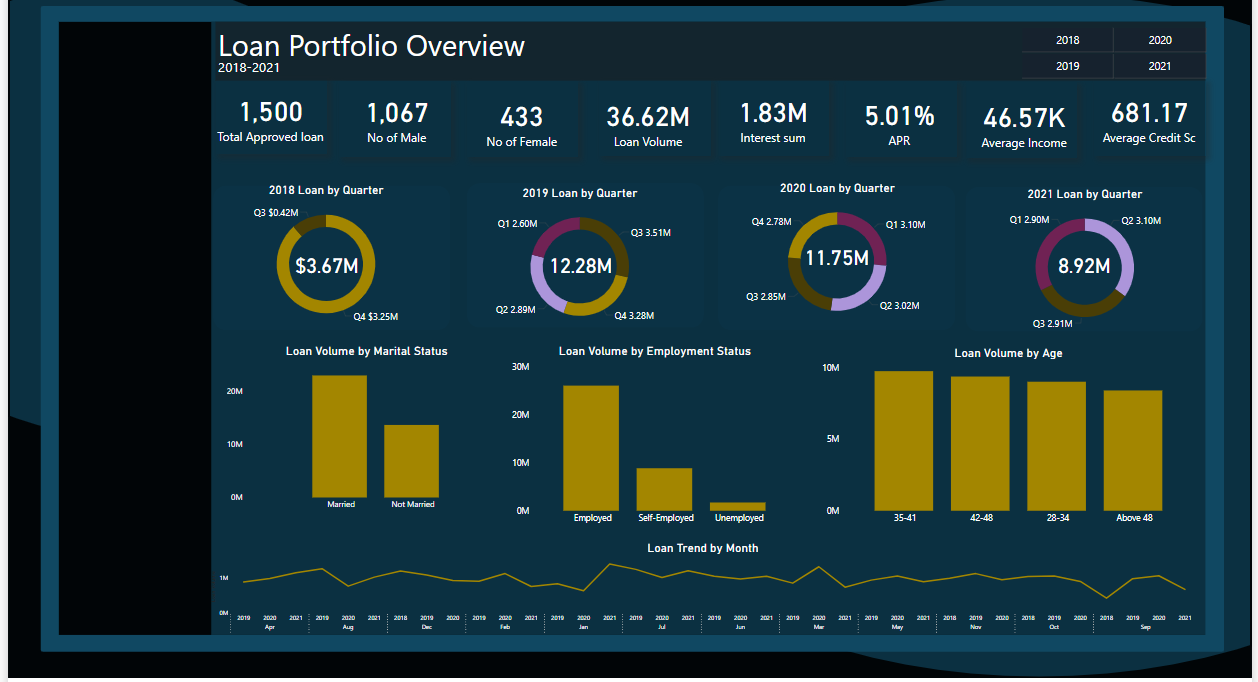 Loan Portfolio Overview
2018-2021
2018 2020
2019 2021
1,500
Total Approved loan
1,067
No of Male
433
No of Female
36.62M
Loan Volume
1.83M
Interest sum
5.01%
APR
46.57K
Average Income
681.17
Average Credit Sc
2018 Loan by Quarter
Q3 $0.42M
$3.67M
Q4 $3.25M
2019 Loan by Quarter
Q1 2.60M
Q3 3.51M
12.28M
Q2 2.89M
Q4 3.28M
2020 Loan by Quarter
Q4 2.78M
Q1 3.10M
11.75M
Q3 2.85M
Q2 3.02M
2021 Loan by Quarter
Q1 2.90M
Q2 3.10M
8.92M
Q3 2.91M
Loan Volume by Marital Status
20M
10M
0M
Married Not Married
Loan Volume by Employment Status
30M
20M
10M
0M
Employed Self-Employed Unemployed
Loan Volume by Age
10M
5M
0M
35-41 42-48 28-34 Above 48
Loan Trend by Month
1M
0M
2019 2020 2021 2019 2020 2021 2018 2019 2020 2019 2020 2021 2019 2020 2021 2019 2020 2021 2019 2020 2021 2019 2020 2021 2019 2020 2021 2018 2019 2020 2018 2019 2020 2018 2019 2020 2021
Apr Aug Dec Feb Jan Jul Jun Mar May Nov Oct Sep